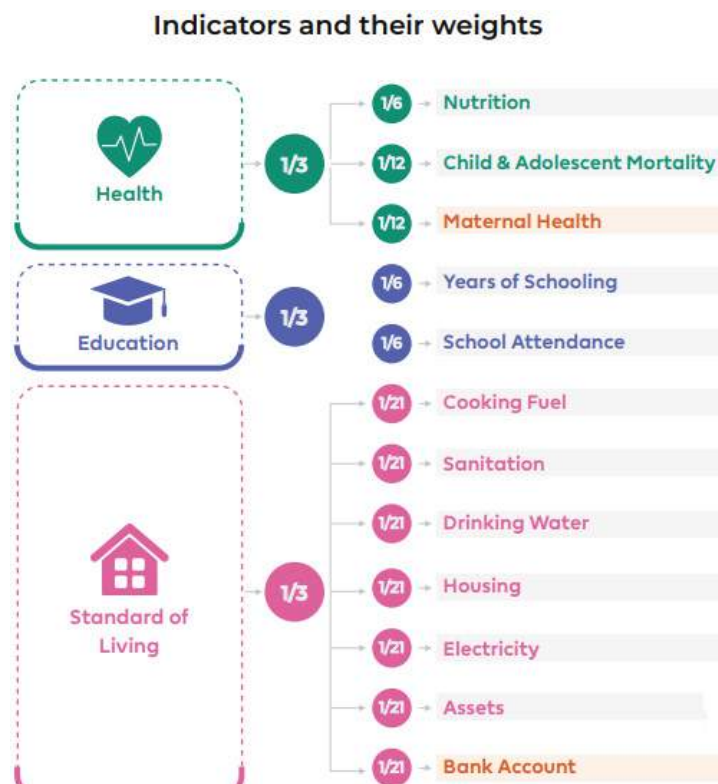 Indicators and their weights
Health
1/3
1/6 Nutrition
1/12 Child & Adolescent Mortality
1/12 Maternal Health
Education
1/3
1/6 Years of Schooling
1/6 School Attendance
Standard of
Living
1/3
1/21 Cooking Fuel
1/21 Sanitation
1/21 Drinking Water
1/21 Housing
1/21 Electricity
1/21 Assets
1/21 Bank Account